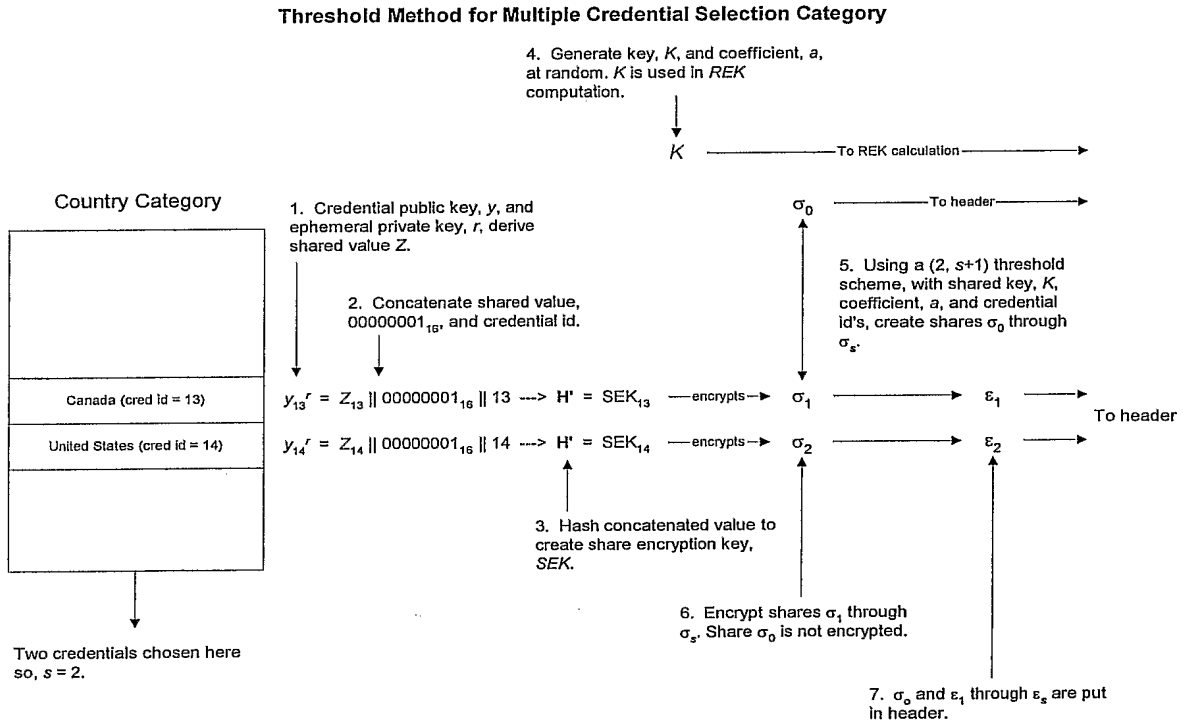 Threshold Method for Multiple Credential Selection Category
4. Generate key, K, and coefficient, a,
at random. K is used in REK
computation.
K
To REK calculation
Country Category
1. Credential public key, y, and
ephemeral private key, r, derive
shared value Z.
σ₀
To header
2. Concatenate shared value,
00000001₁₆, and credential id.
5. Using a (2, s+1) threshold
scheme, with shared key, K,
coefficient, a, and credential
id's, create shares σ₀ through
σₛ.
Canada (cred id = 13)
y₁₃ʳ = Z₁₃ || 00000001₁₆ || 13 ---> H' = SEK₁₃
encrypts
σ₁
ε₁
To header
United States (cred id = 14)
y₁₄ʳ = Z₁₄ || 00000001₁₆ || 14 ---> H' = SEK₁₄
encrypts
σ₂
ε₂
3. Hash concatenated value to
create share encryption key,
SEK.
6. Encrypt shares σ₁ through
σₛ. Share σ₀ is not encrypted.
Two credentials chosen here
so, s = 2.
7. σₒ and ε₁ through εₛ are put
in header.